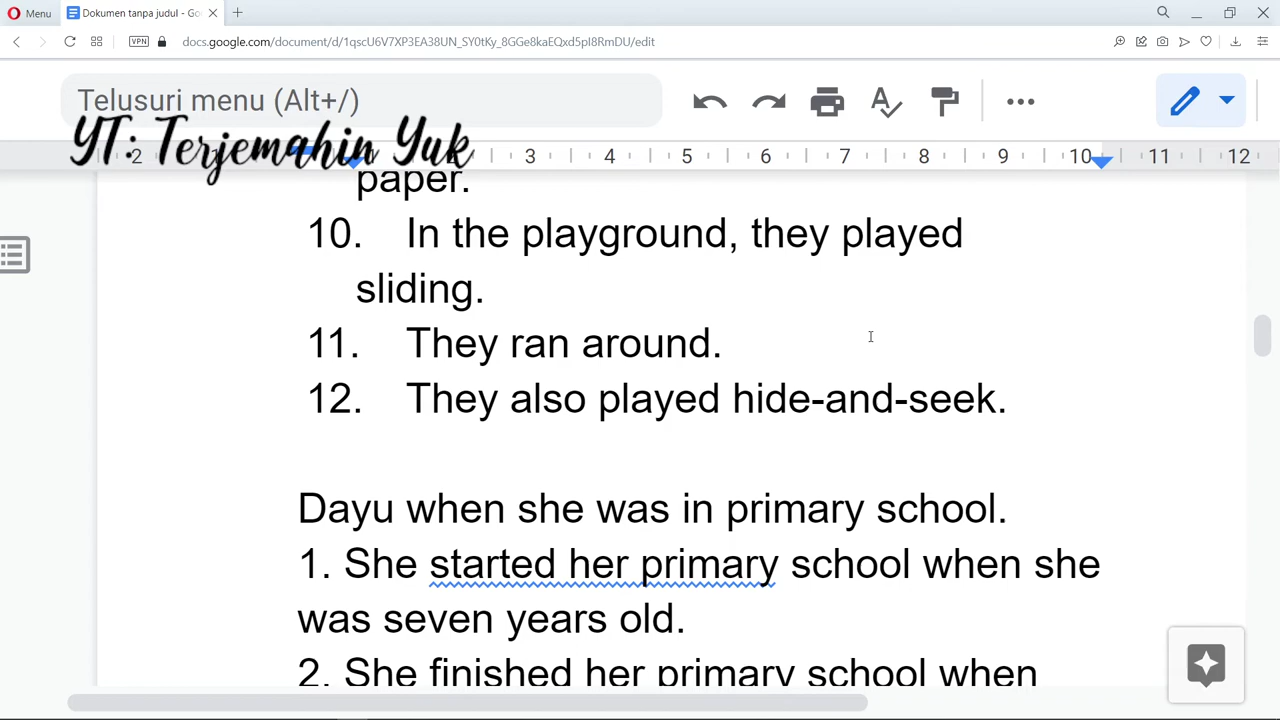 Menu
Dokumen tanpa judul - Go
VPN
docs.google.com/document/d/1qscU6V7XP3EA38UN_SY0tKy_8GGe8kaEQxd5pI8RmDU/edit
Telusuri menu (Alt+/)
YT: Terjemahin Yuk
2 1 2 3 4 5 6 7 8 9 10 11 12
paper.
10. In the playground, they played
sliding.
11. They ran around.
12. They also played hide-and-seek.
Dayu when she was in primary school.
1. She started her primary school when she
was seven years old.
2. She finished her primary school when